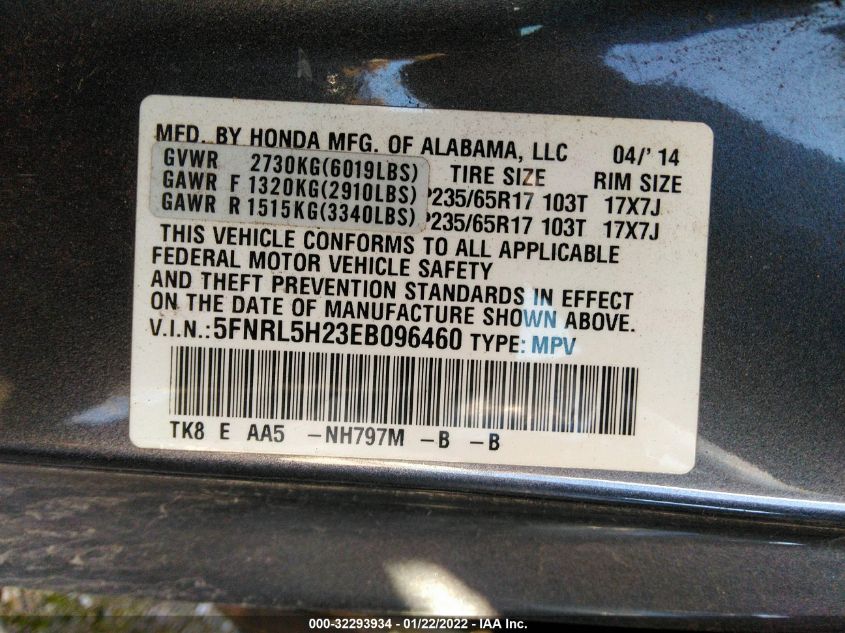 MFD. BY HONDA MFG. OF ALABAMA, LLC 04/'14
GVWR 2730KG(6019LBS) TIRE SIZE RIM SIZE
GAWR F 1320KG(2910LBS) P235/65R17 103T 17X7J
GAWR R 1515KG(3340LBS) P235/65R17 103T 17X7J
THIS VEHICLE CONFORMS TO ALL APPLICABLE
FEDERAL MOTOR VEHICLE SAFETY
AND THEFT PREVENTION STANDARDS IN EFFECT
ON THE DATE OF MANUFACTURE SHOWN ABOVE.
V.I.N.:5FNRL5H23EB096460 TYPE: MPV
TK8 E AA5 -NH797M -B -B
000-32293934 - 01/22/2022 - IAA Inc.